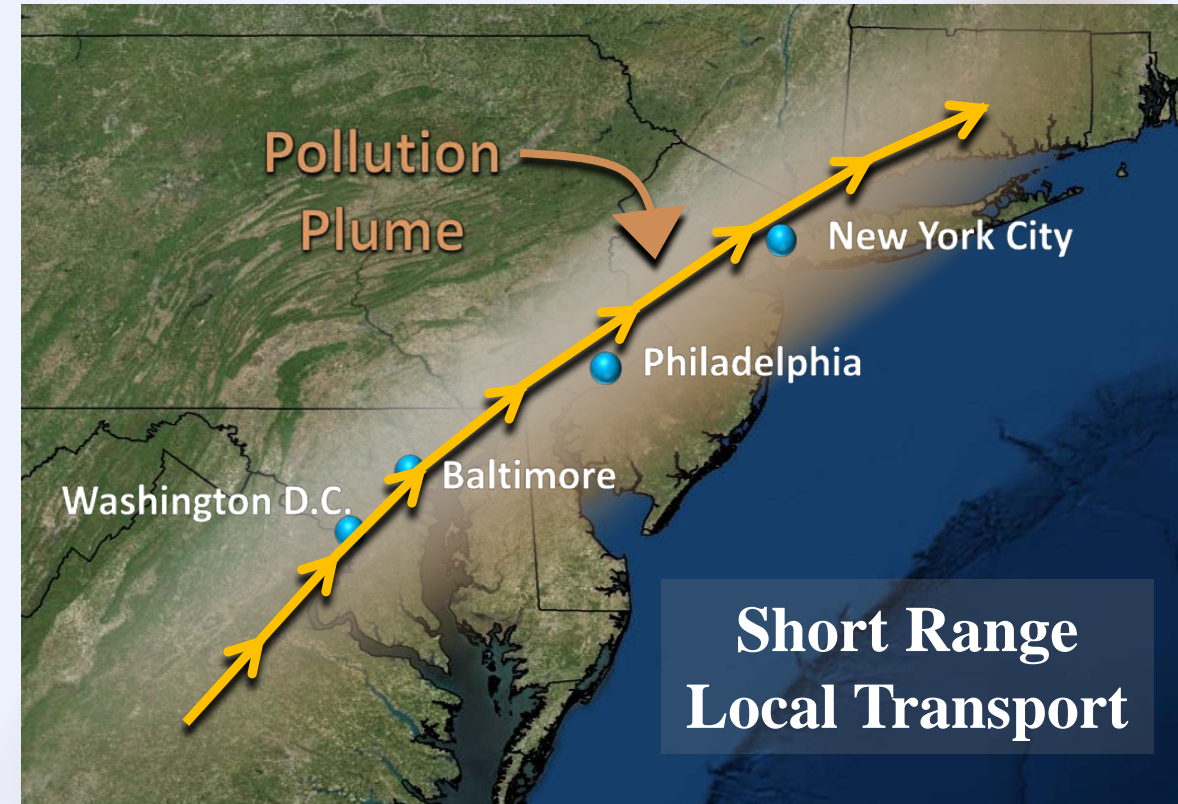 Pollution
Plume
New York City
Philadelphia
Baltimore
Washington D.C.
Short Range
Local Transport